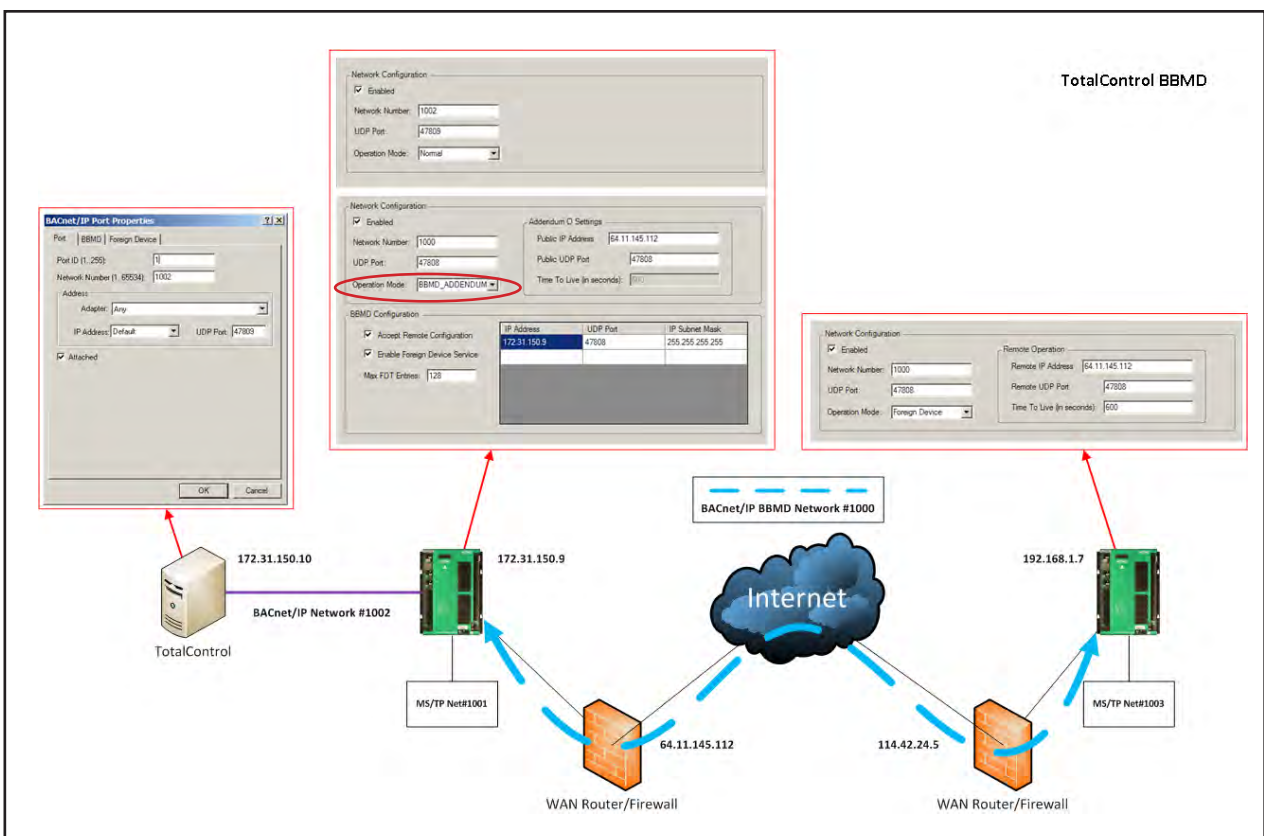 TotalControl BBMD
Network Configuration
Enabled
Network Number: 1002
UDP Port: 47809
Operation Mode: Normal
Network Configuration
Enabled
Network Number: 1000
UDP Port: 47808
Operation Mode: BBMD_ADDENDUM
Addendum O Settings
Public IP Address 64.11.145.112
Public UDP Port 47808
Time To Live (in seconds): 600
BBMD Configuration
Accept Remote Configuration
Enable Foreign Device Service
Max FDT Entries: 128
IP Address UDP Port IP Subnet Mask
172.31.150.9 47808 255.255.255.255
BACnet/IP Port Properties
Port BBMD Foreign Device
Port ID (1..255): 1
Network Number (1..65534): 1002
Address
Adapter: Any
IP Address: Default UDP Port: 47809
Attached
OK Cancel
Network Configuration
Enabled
Network Number: 1000
UDP Port: 47808
Operation Mode: Foreign Device
Remote Operation
Remote IP Address 64.11.145.112
Remote UDP Port 47808
Time To Live (in seconds) 600
BACnet/IP BBMD Network #1000
172.31.150.10
172.31.150.9
192.168.1.7
BACnet/IP Network #1002
Internet
TotalControl
MS/TP Net#1001
MS/TP Net#1003
64.11.145.112
114.42.24.5
WAN Router/Firewall
WAN Router/Firewall